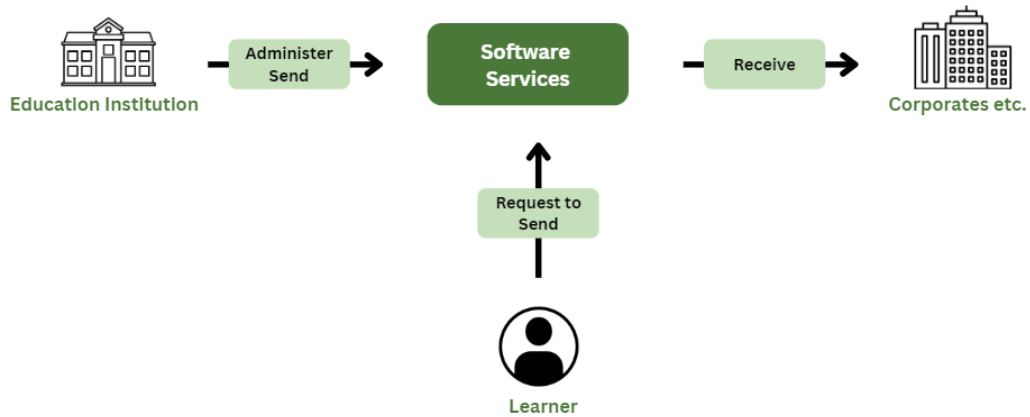 Administer
Send
Software
Services
Receive
Education Institution
Corporates etc.
Request to
Send
Learner